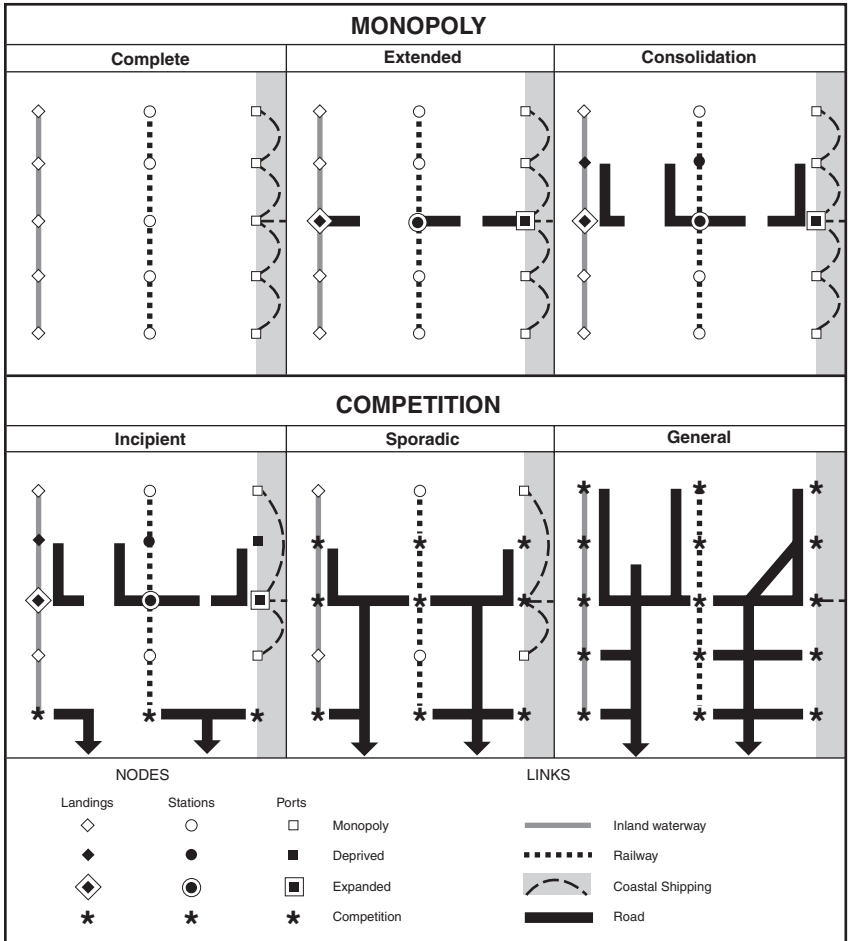 MONOPOLY
Complete Extended Consolidation
COMPETITION
Incipient Sporadic General
NODES LINKS
Landings Stations Ports
Monopoly Inland waterway
Deprived Railway
Expanded Coastal Shipping
Competition Road